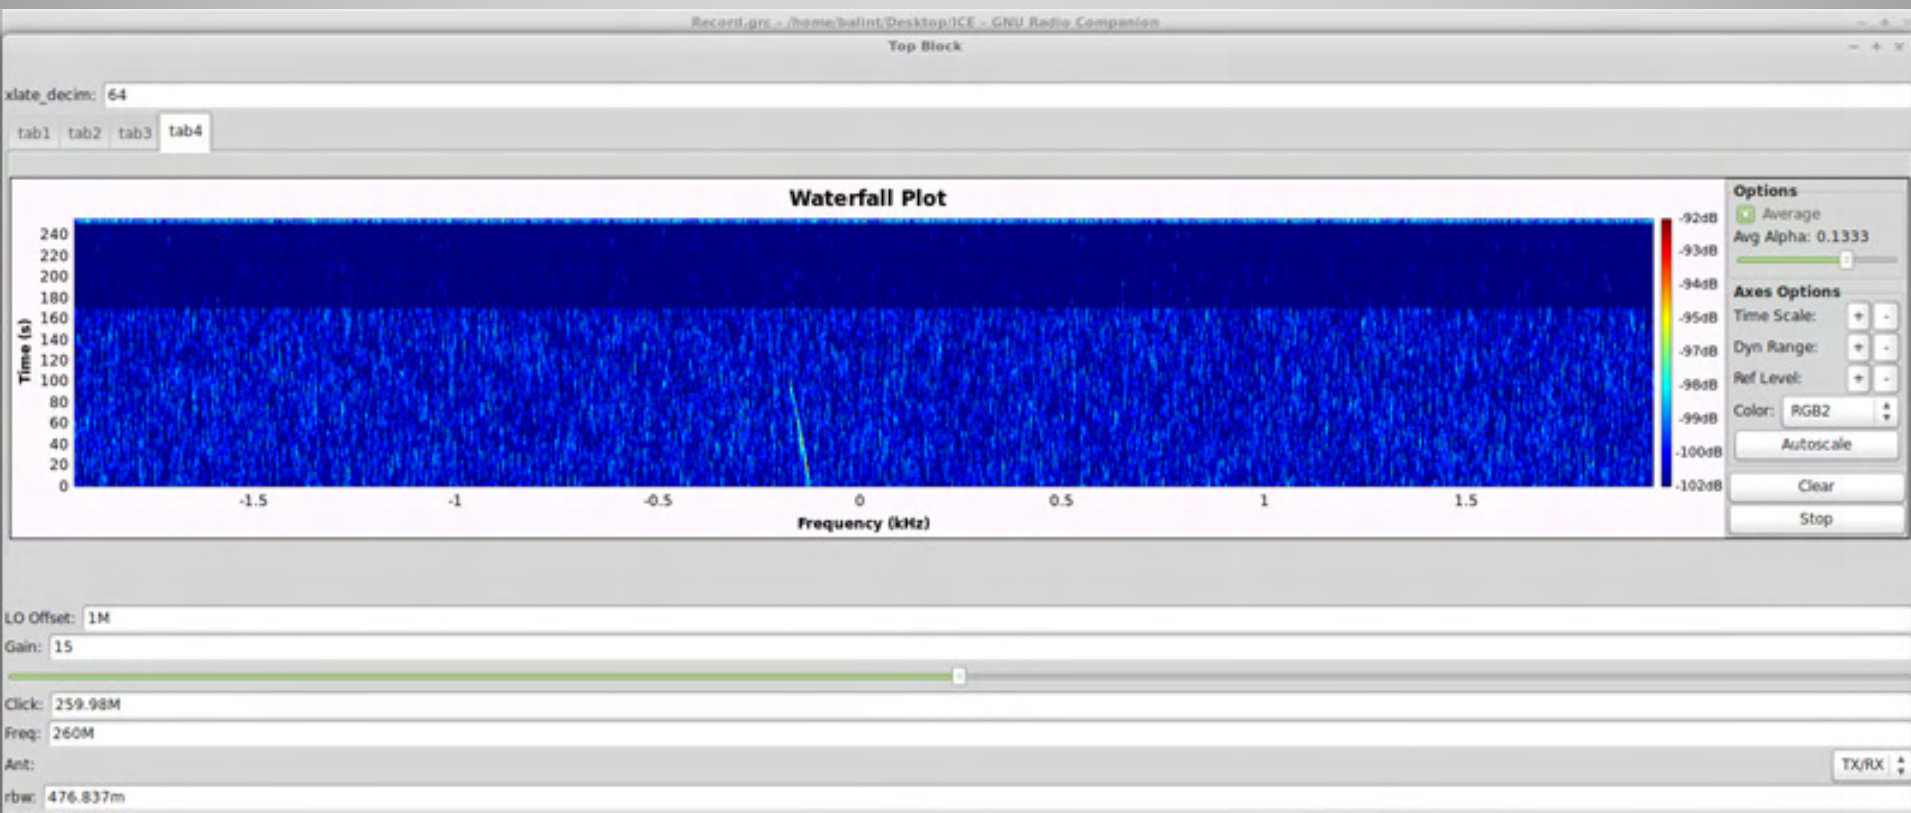 Record.grc - /home/balint/Desktop/ICE - GNU Radio Companion
Top Block
xlate_decim: 64
tab1 tab2 tab3 tab4
Waterfall Plot
Time (s)
240
220
200
180
160
140
120
100
80
60
40
20
0
-1.5 -1 -0.5 0 0.5 1 1.5
Frequency (kHz)
-92dB
-93dB
-94dB
-95dB
-97dB
-98dB
-99dB
-100dB
-102dB
Options
Average
Avg Alpha: 0.1333
Axes Options
Time Scale: + -
Dyn Range: + -
Ref Level: + -
Color: RGB2
Autoscale
Clear
Stop
LO Offset: 1M
Gain: 15
Click: 259.98M
Freq: 260M
Ant: TX/RX
rbw: 476.837m